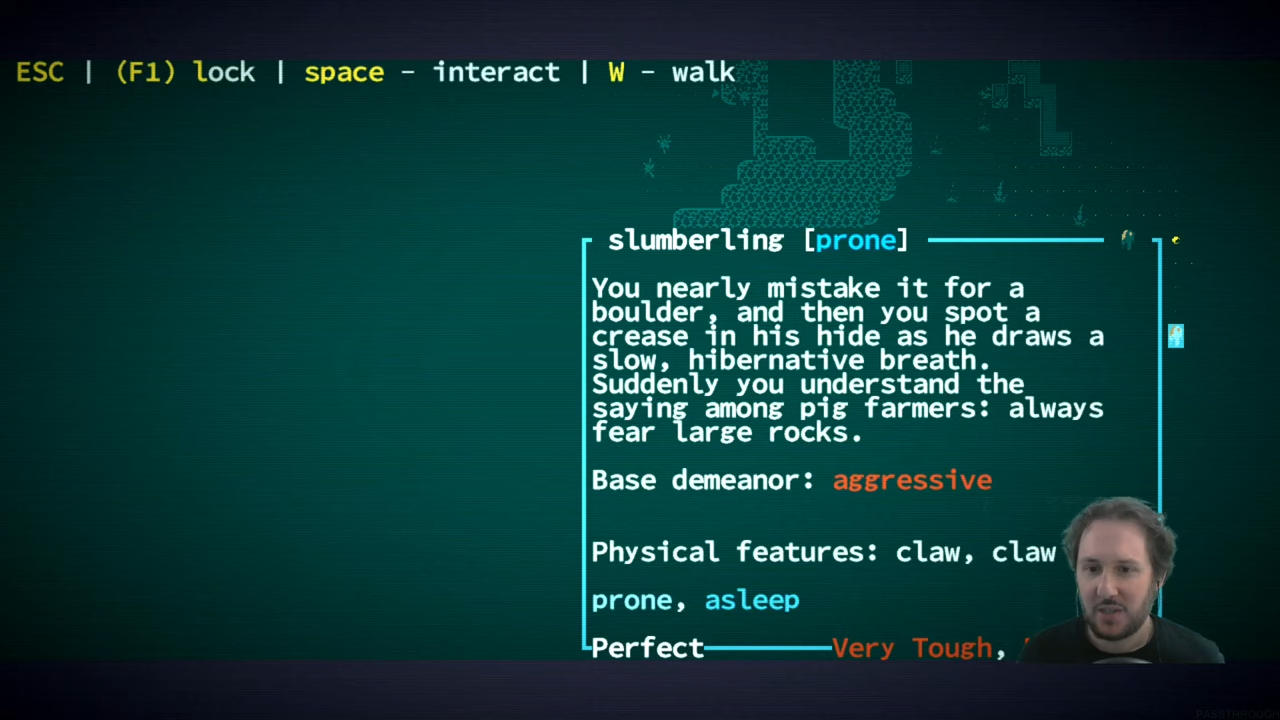 ESC | (F1) lock | space - interact | W - walk
slumberling [prone]
You nearly mistake it for a
boulder, and then you spot a
crease in his hide as he draws a
slow, hibernative breath.
Suddenly you understand the
saying among pig farmers: always
fear large rocks.
Base demeanor: aggressive
Physical features: claw, claw
prone, asleep
Perfect Very Tough,